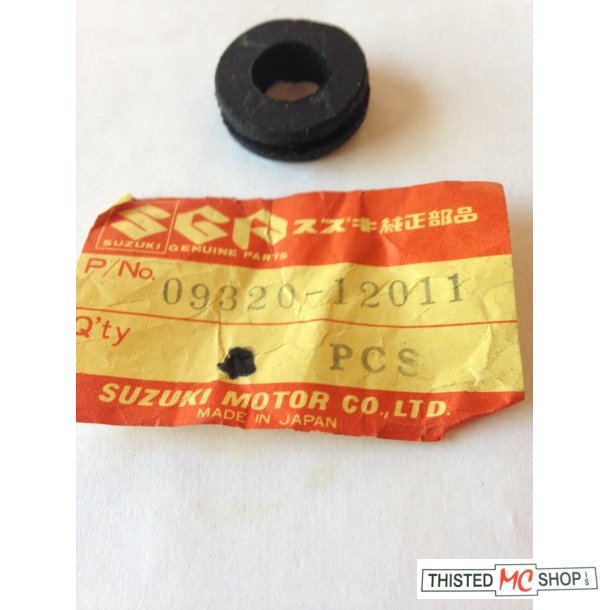 SGP スズキ純正部品
SUZUKI GENUINE PARTS
P/No. 09320-12011
Q'ty PCS
SUZUKI MOTOR CO.,LTD.
MADE IN JAPAN
THISTED MC SHOP I/S